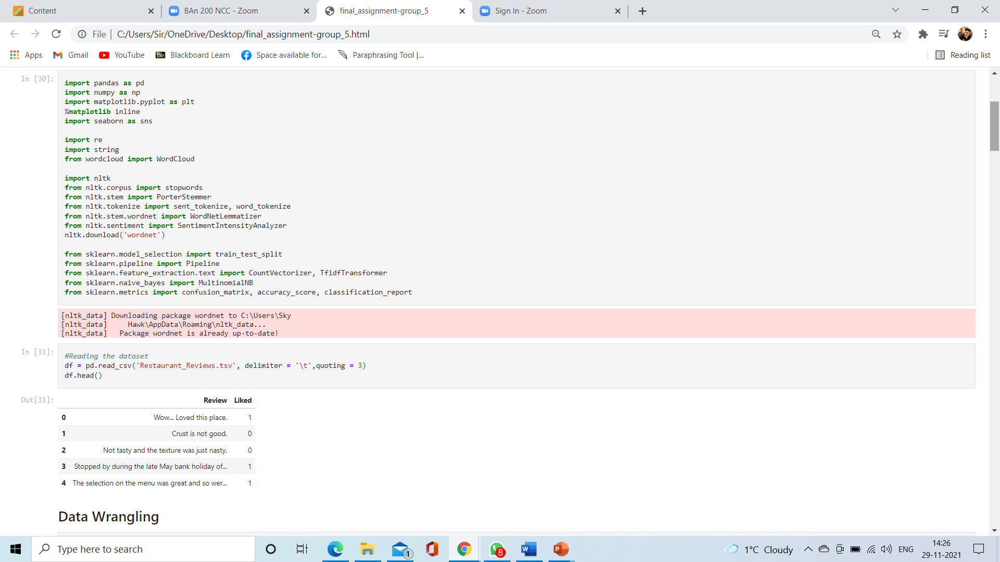 Content
BAn 200 NCC - Zoom
final_assignment-group_5
Sign In - Zoom
File
C:/Users/Sir/OneDrive/Desktop/final_assignment-group_5.html
Apps
Gmail
YouTube
Bb
Blackboard Learn
Space available for...
Paraphrasing Tool |...
Reading list
In [30]:
import pandas as pd
import numpy as np
import matplotlib.pyplot as plt
%matplotlib inline
import seaborn as sns
import re
import string
from wordcloud import WordCloud
import nltk
from nltk.corpus import stopwords
from nltk.stem import PorterStemmer
from nltk.tokenize import sent_tokenize, word_tokenize
from nltk.stem.wordnet import WordNetLemmatizer
from nltk.sentiment import SentimentIntensityAnalyzer
nltk.download('wordnet')
from sklearn.model_selection import train_test_split
from sklearn.pipeline import Pipeline
from sklearn.feature_extraction.text import CountVectorizer, TfidfTransformer
from sklearn.naive_bayes import MultinomialNB
from sklearn.metrics import confusion_matrix, accuracy_score, classification_report
[nltk_data] Downloading package wordnet to C:\Users\Sky
[nltk_data]     Hawk\AppData\Roaming\nltk_data...
[nltk_data]   Package wordnet is already up-to-date!
In [31]:
#Reading the dataset
df = pd.read_csv('Restaurant_Reviews.tsv', delimiter = '\t',quoting = 3)
df.head()
Out[31]:
Review Liked
0 Wow... Loved this place. 1
1 Crust is not good. 0
2 Not tasty and the texture was just nasty. 0
3 Stopped by during the late May bank holiday of... 1
4 The selection on the menu was great and so wer... 1
Data Wrangling
Type here to search
1
8
W
P
1°C Cloudy
ENG
14:26
29-11-2021